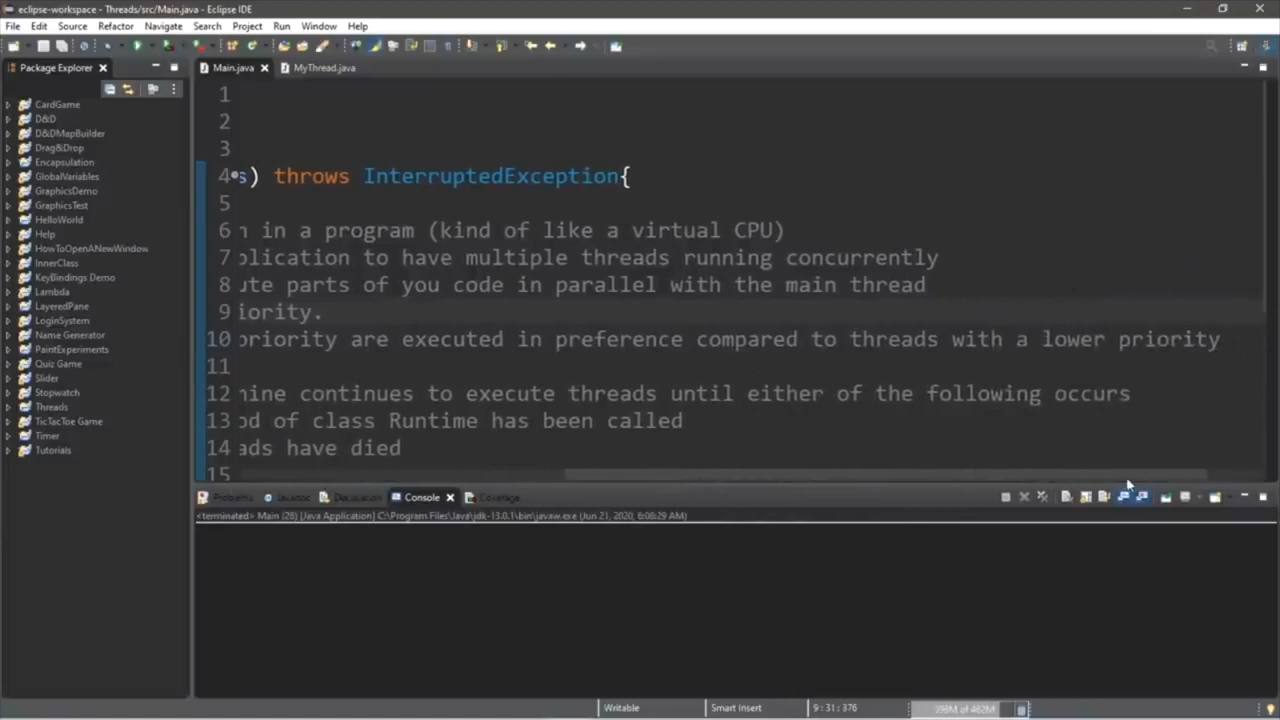 eclipse-workspace - Threads/src/Main.java - Eclipse IDE
File Edit Source Refactor Navigate Search Project Run Window Help
Package Explorer
Main.java MyThread.java
CardGame
D&D
D&DMapBuilder
Drag&Drop
Encapsulation
GlobalVariables
GraphicsDemo
GraphicsTest
HelloWorld
Help
HowToOpenANewWindow
InnerClass
KeyBindings Demo
Lambda
LayeredPane
LoginSystem
Name Generator
PaintExperiments
Quiz Game
Slider
Stopwatch
Threads
TicTacToe Game
Timer
Tutorials
1
2
3
4 s) throws InterruptedException{
5
6 n in a program (kind of like a virtual CPU)
7 plication to have multiple threads running concurrently
8 ute parts of you code in parallel with the main thread
9 iority.
10 priority are executed in preference compared to threads with a lower priority
11
12 hine continues to execute threads until either of the following occurs
13 od of class Runtime has been called
14 ads have died
15
Problems Javadoc Declaration Console Coverage
<terminated> Main (28) [Java Application] C:\Program Files\Java\jdk-13.0.1\bin\javaw.exe (Jun 21, 2020, 6:08:29 AM)
Writable Smart Insert 9 : 31 : 376